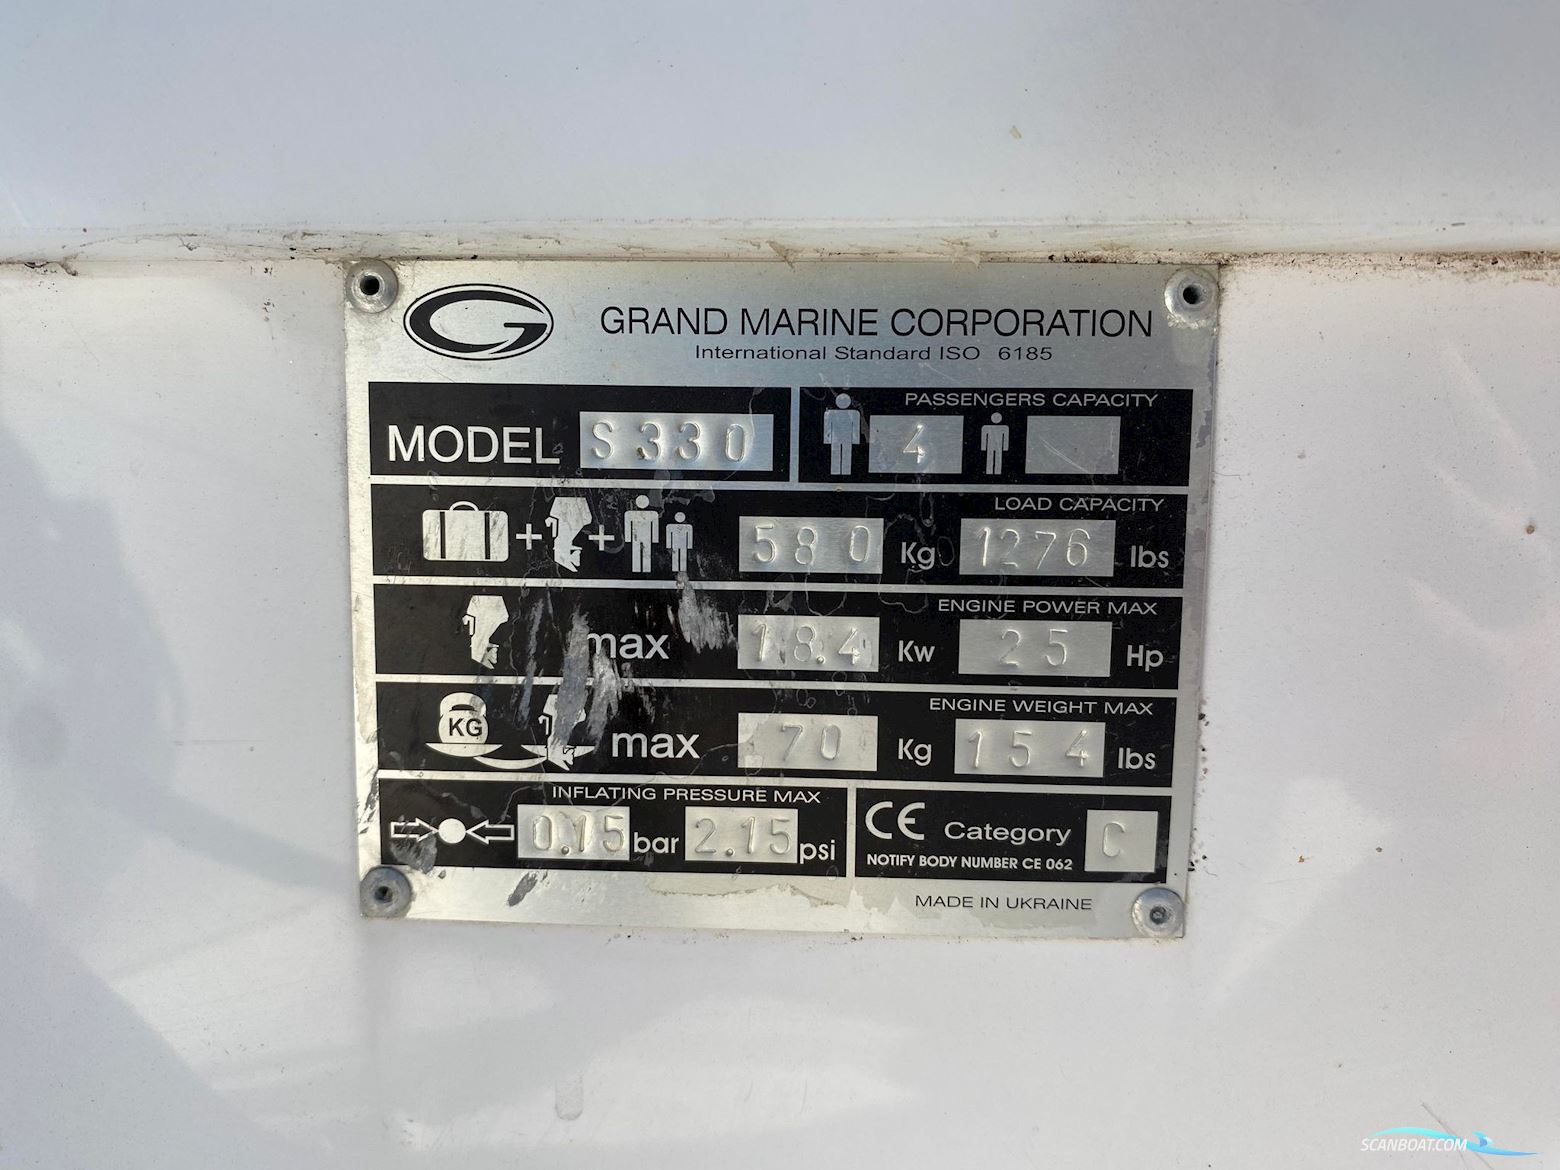 G GRAND MARINE CORPORATION
International Standard ISO 6185
MODEL S330
PASSENGERS CAPACITY
4
LOAD CAPACITY
580 Kg 1276 lbs
ENGINE POWER MAX
max 18.4 Kw 25 Hp
ENGINE WEIGHT MAX
KG max 70 Kg 154 lbs
INFLATING PRESSURE MAX
0.15 bar 2.15 psi
CE Category C
NOTIFY BODY NUMBER CE 062
MADE IN UKRAINE
SCANBOAT.COM